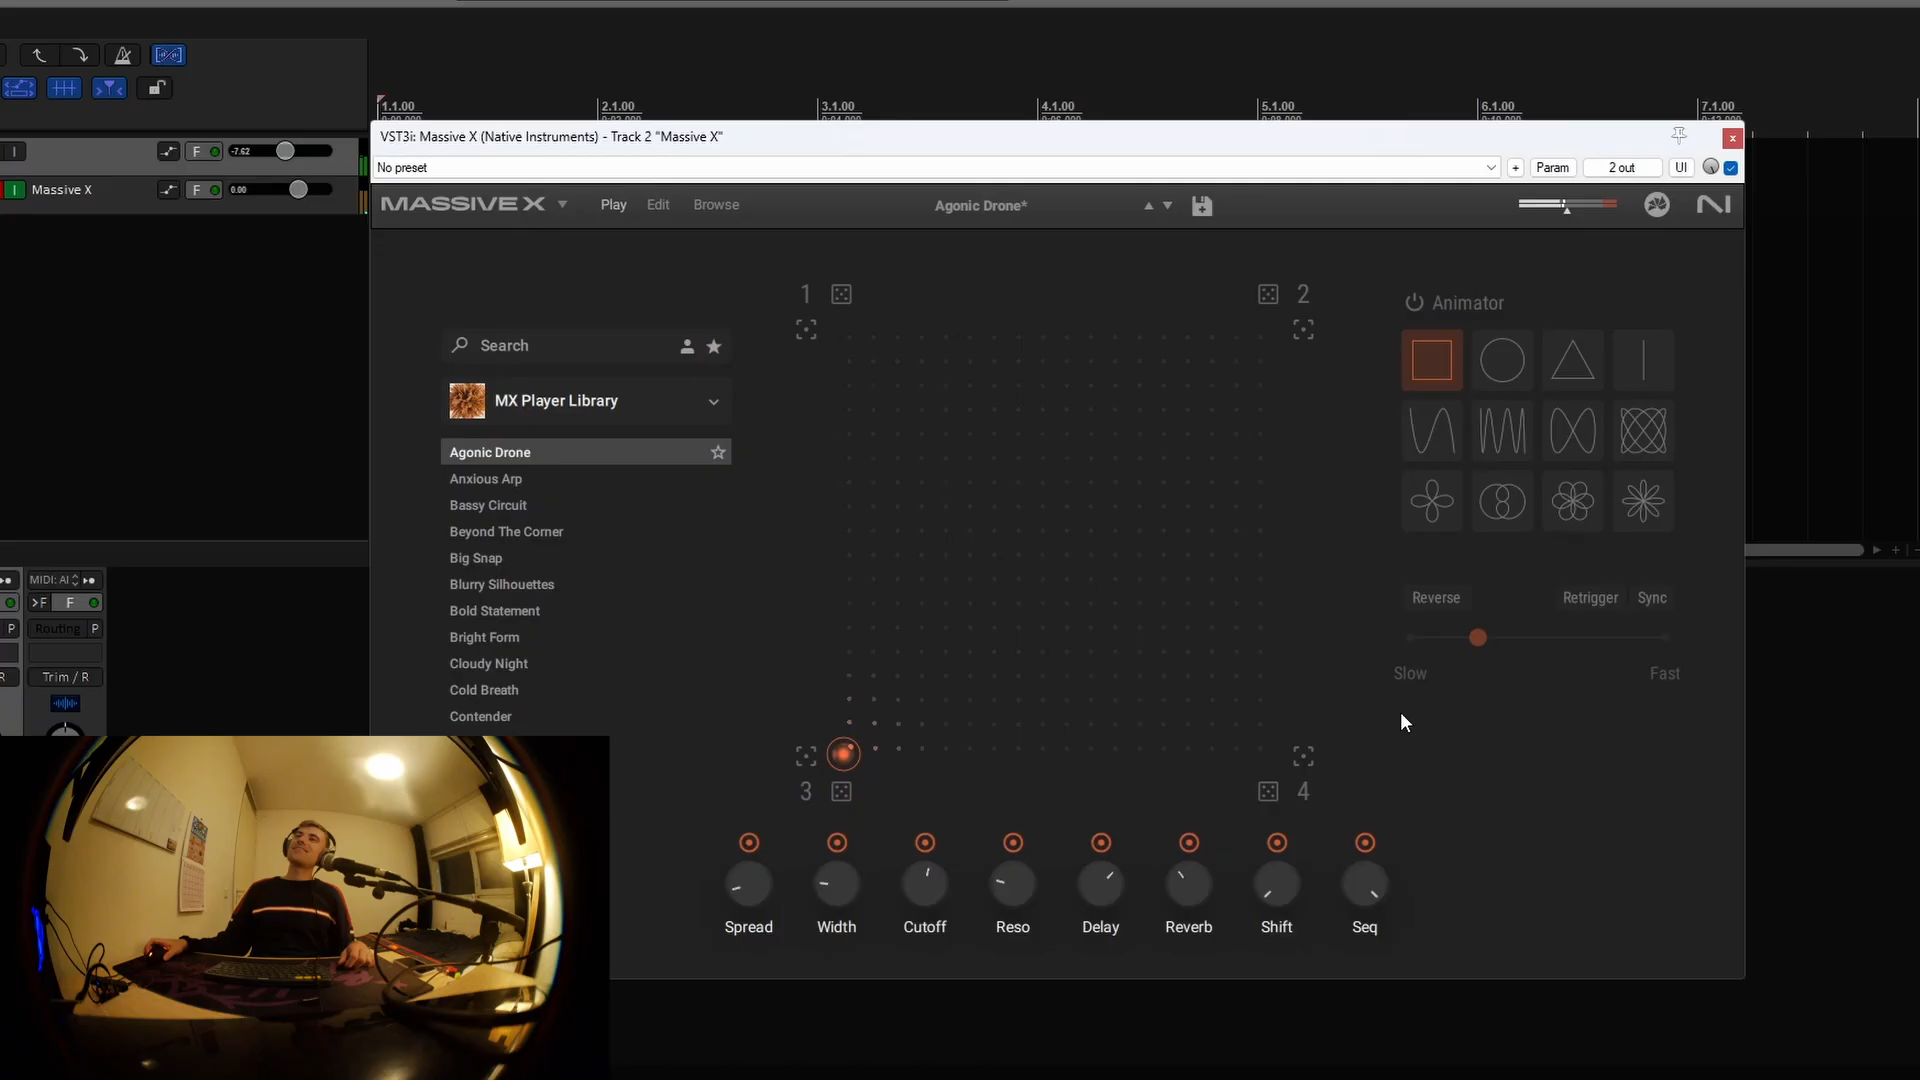 1.1.00
2.1.00
3.1.00
4.1.00
5.1.00
6.1.00
7.1.00
VST3i: Massive X (Native Instruments) - Track 2 "Massive X"
x
F
-7.62
No preset
+
Param
2 out
UI
I
Massive X
F
0.00
MASSIVE X
Play
Edit
Browse
Agonic Drone*
1
2
Animator
Search
MX Player Library
Agonic Drone
Anxious Arp
Bassy Circuit
Beyond The Corner
Big Snap
Blurry Silhouettes
Bold Statement
Bright Form
Cloudy Night
Cold Breath
Contender
Reverse
Retrigger
Sync
Slow
Fast
MIDI: Al
>F
F
P
Routing
P
R
Trim / R
3
4
Spread
Width
Cutoff
Reso
Delay
Reverb
Shift
Seq